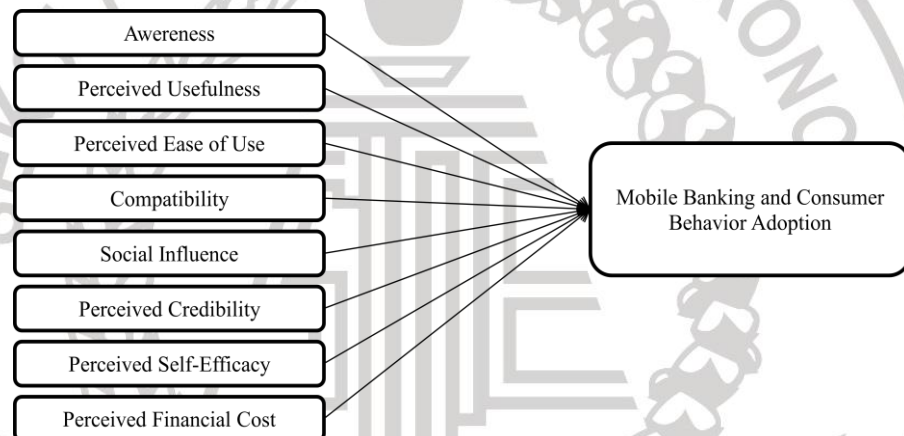 Awereness
Perceived Usefulness
Perceived Ease of Use
Compatibility
Social Influence
Perceived Credibility
Perceived Self-Efficacy
Perceived Financial Cost
Mobile Banking and Consumer
Behavior Adoption